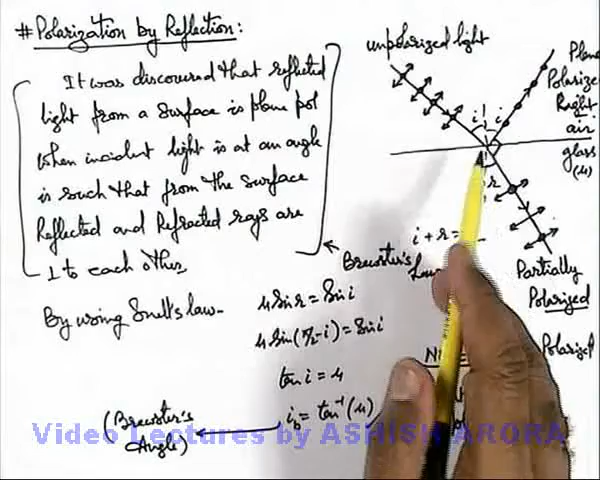 # Polarization by Reflection:
It was discovered that reflected
light from a surface is plane pol
when incident light is at an angle
is such that from the surface
Reflected and Refracted rays are
⊥ to each other
By using Snell's law-
μ sin r = sin i
μ sin(π/2-i) = sin i
tan i = μ
i_b = tan⁻¹(μ)
(Brewster's
Angle)
Brewster's
Law
unpolarized light
Plane
Polarize
Right
air
glass
(μ)
i
i
r
i + r =
Partially
Polarized
Polarized
Video Lectures by ASHISH ARORA